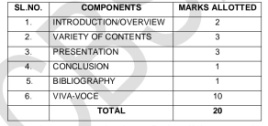 SL.NO. COMPONENTS MARKS ALLOTTED
1. INTRODUCTION/OVERVIEW 2
2. VARIETY OF CONTENTS 3
3. PRESENTATION 3
4. CONCLUSION 1
5. BIBLIOGRAPHY 1
6. VIVA-VOCE 10
TOTAL 20